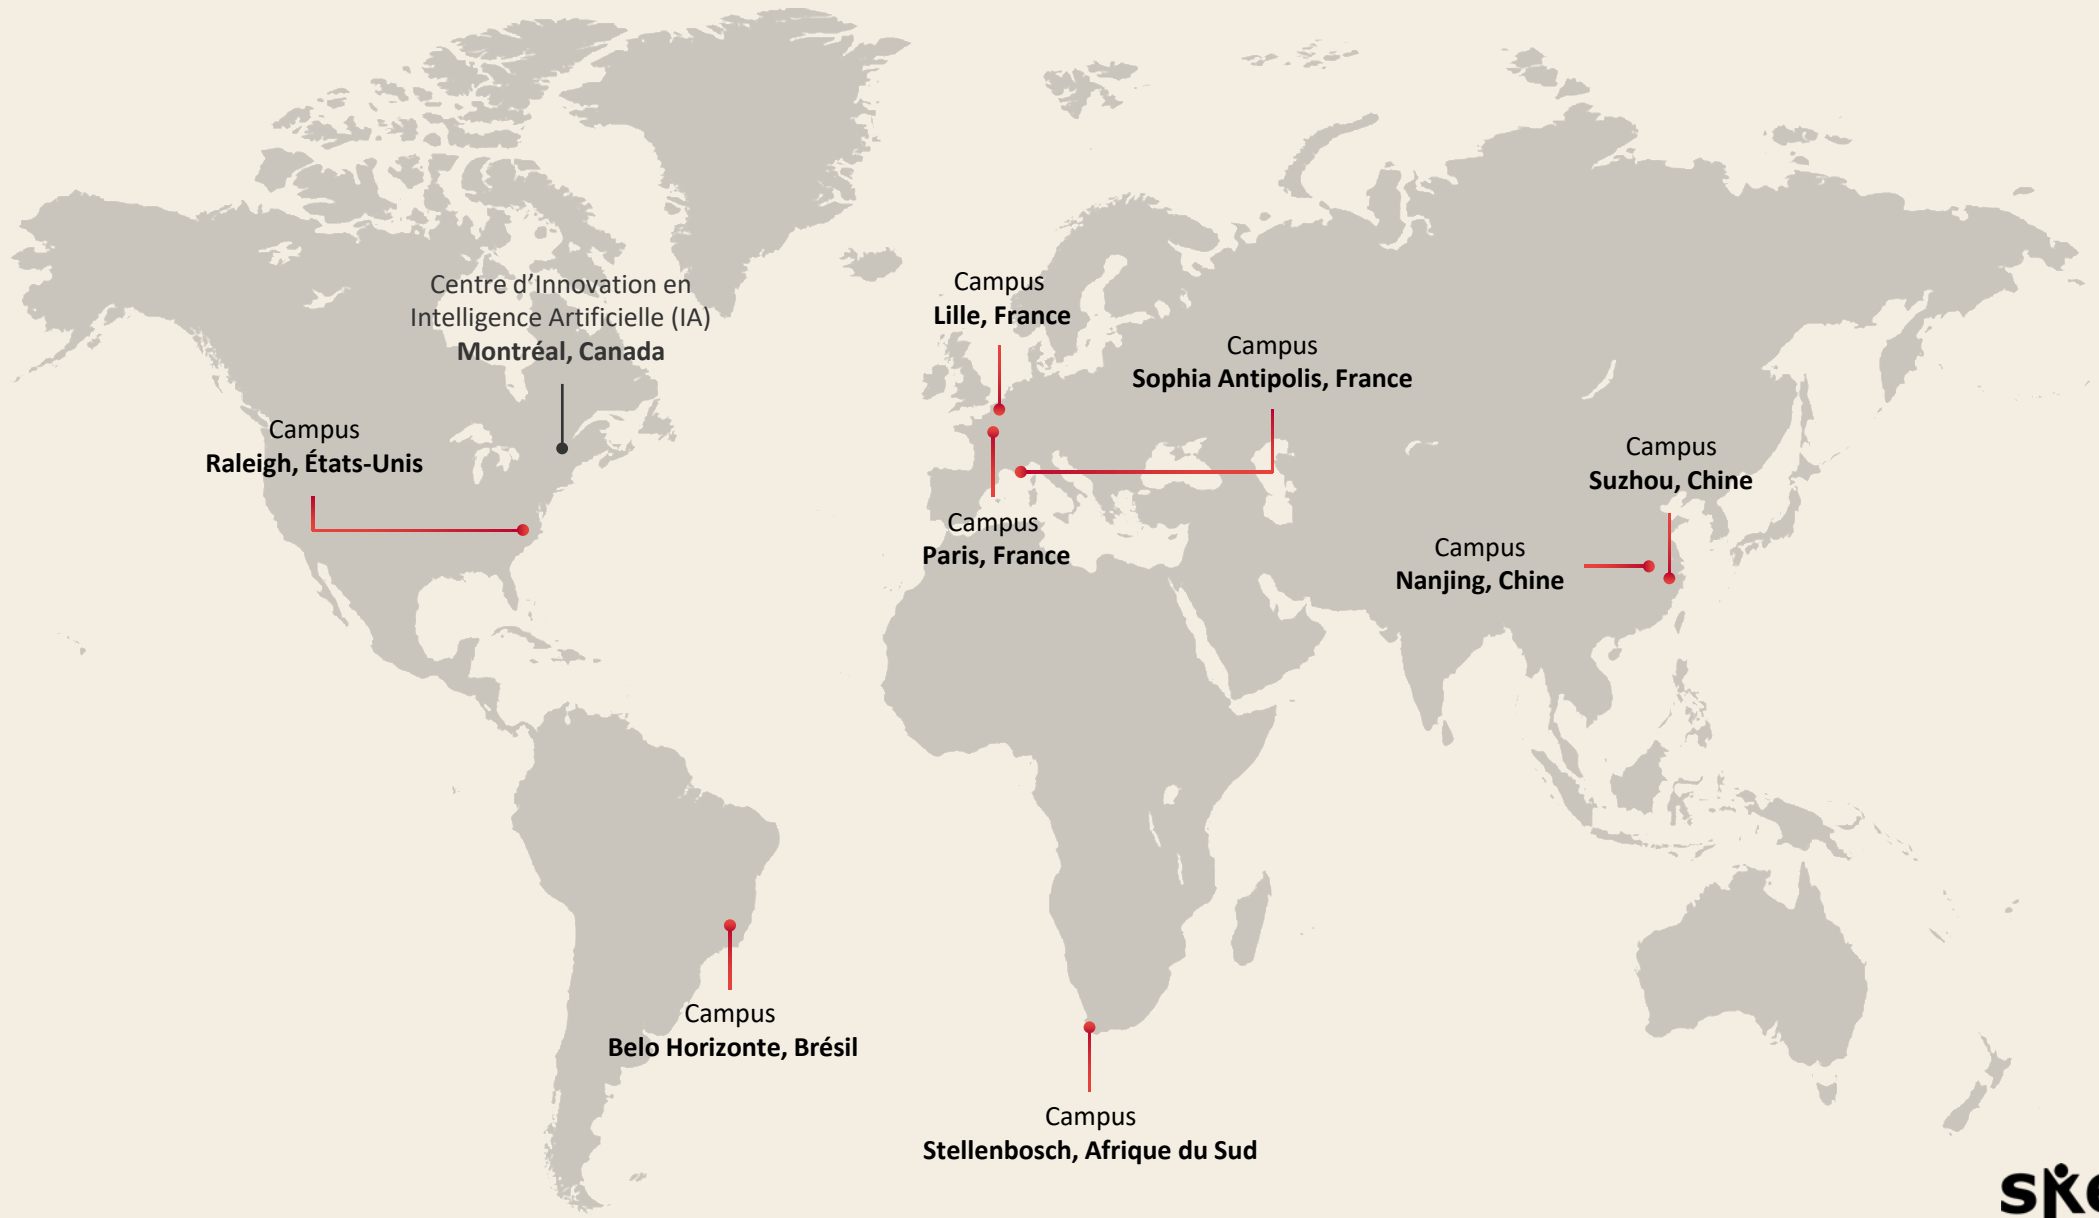 Centre d’Innovation en
Intelligence Artificielle (IA)
Montréal, Canada
Campus
Raleigh, États-Unis
Campus
Lille, France
Campus
Sophia Antipolis, France
Campus
Paris, France
Campus
Suzhou, Chine
Campus
Nanjing, Chine
Campus
Belo Horizonte, Brésil
Campus
Stellenbosch, Afrique du Sud